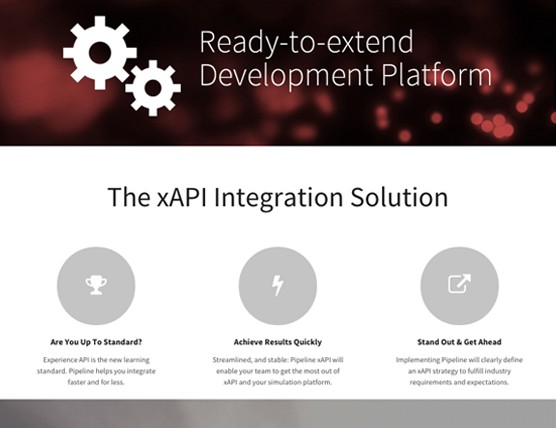 Ready-to-extend
Development Platform
The xAPI Integration Solution
Are You Up To Standard?
Experience API is the new learning
standard. Pipeline helps you integrate
faster and for less.
Achieve Results Quickly
Streamlined, and stable: Pipeline xAPI will
enable your team to get the most out of
xAPI and your simulation platform.
Stand Out & Get Ahead
Implementing Pipeline will clearly define
an xAPI strategy to fulfill industry
requirements and expectations.